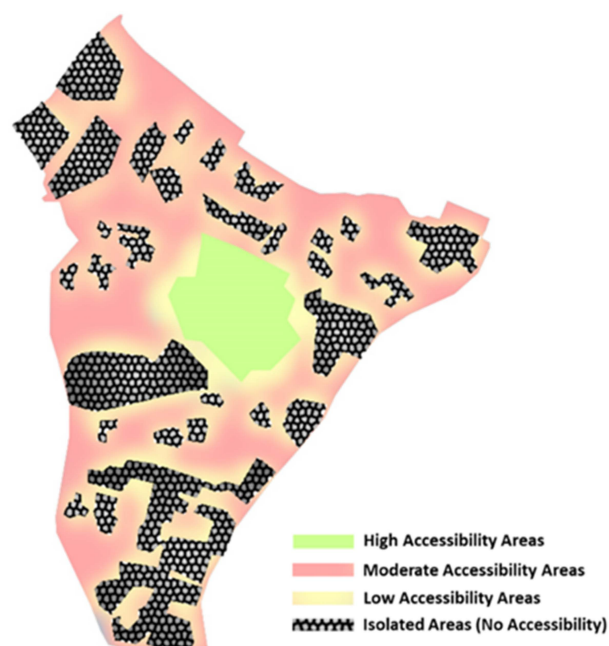 High Accessibility Areas
Moderate Accessibility Areas
Low Accessibility Areas
Isolated Areas (No Accessibility)